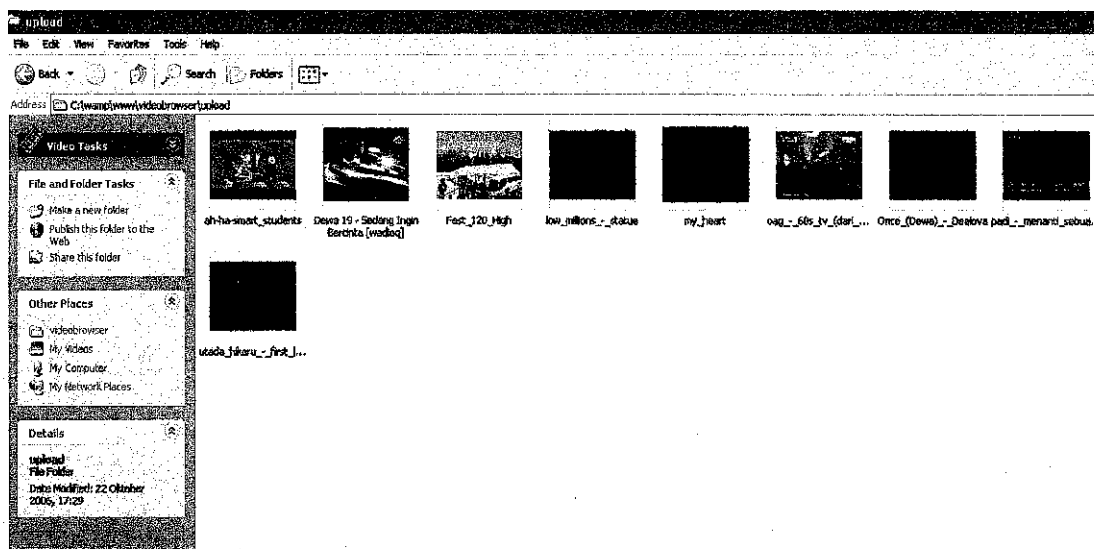 upload
File Edit View Favorites Tools Help
Back Search Folders
Address C:\wamp\www\videobrowser\upload
Video Tasks
File and Folder Tasks
Make a new folder
Publish this folder to the
Web
Share this folder
Other Places
videobrowser
My Videos
My Computer
My Network Places
Details
upload
File Folder
Date Modified: 22 Oktober
2006, 17:29
ah-ha-smart_students
Dewa 19 - Sedang Ingin
Bercinta [wadiaq]
Fast_120_High
low_millions_-_statue
my_heart
oag_-_60s_tv_(dari_...
Once_(Dewa)_-_Dealova
padi_-_menanti_sebua...
utada_hikaru_-_first_l...